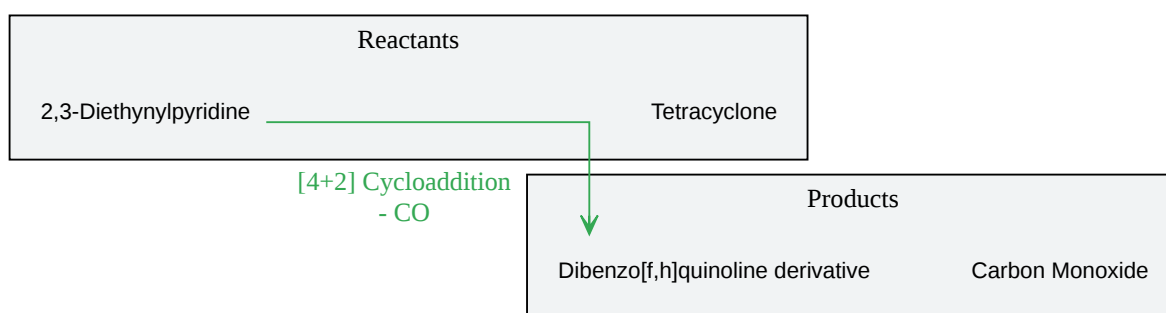 Reactants
2,3-Diethynylpyridine
Tetracyclone
[4+2] Cycloaddition
- CO
Products
Dibenzo[f,h]quinoline derivative
Carbon Monoxide